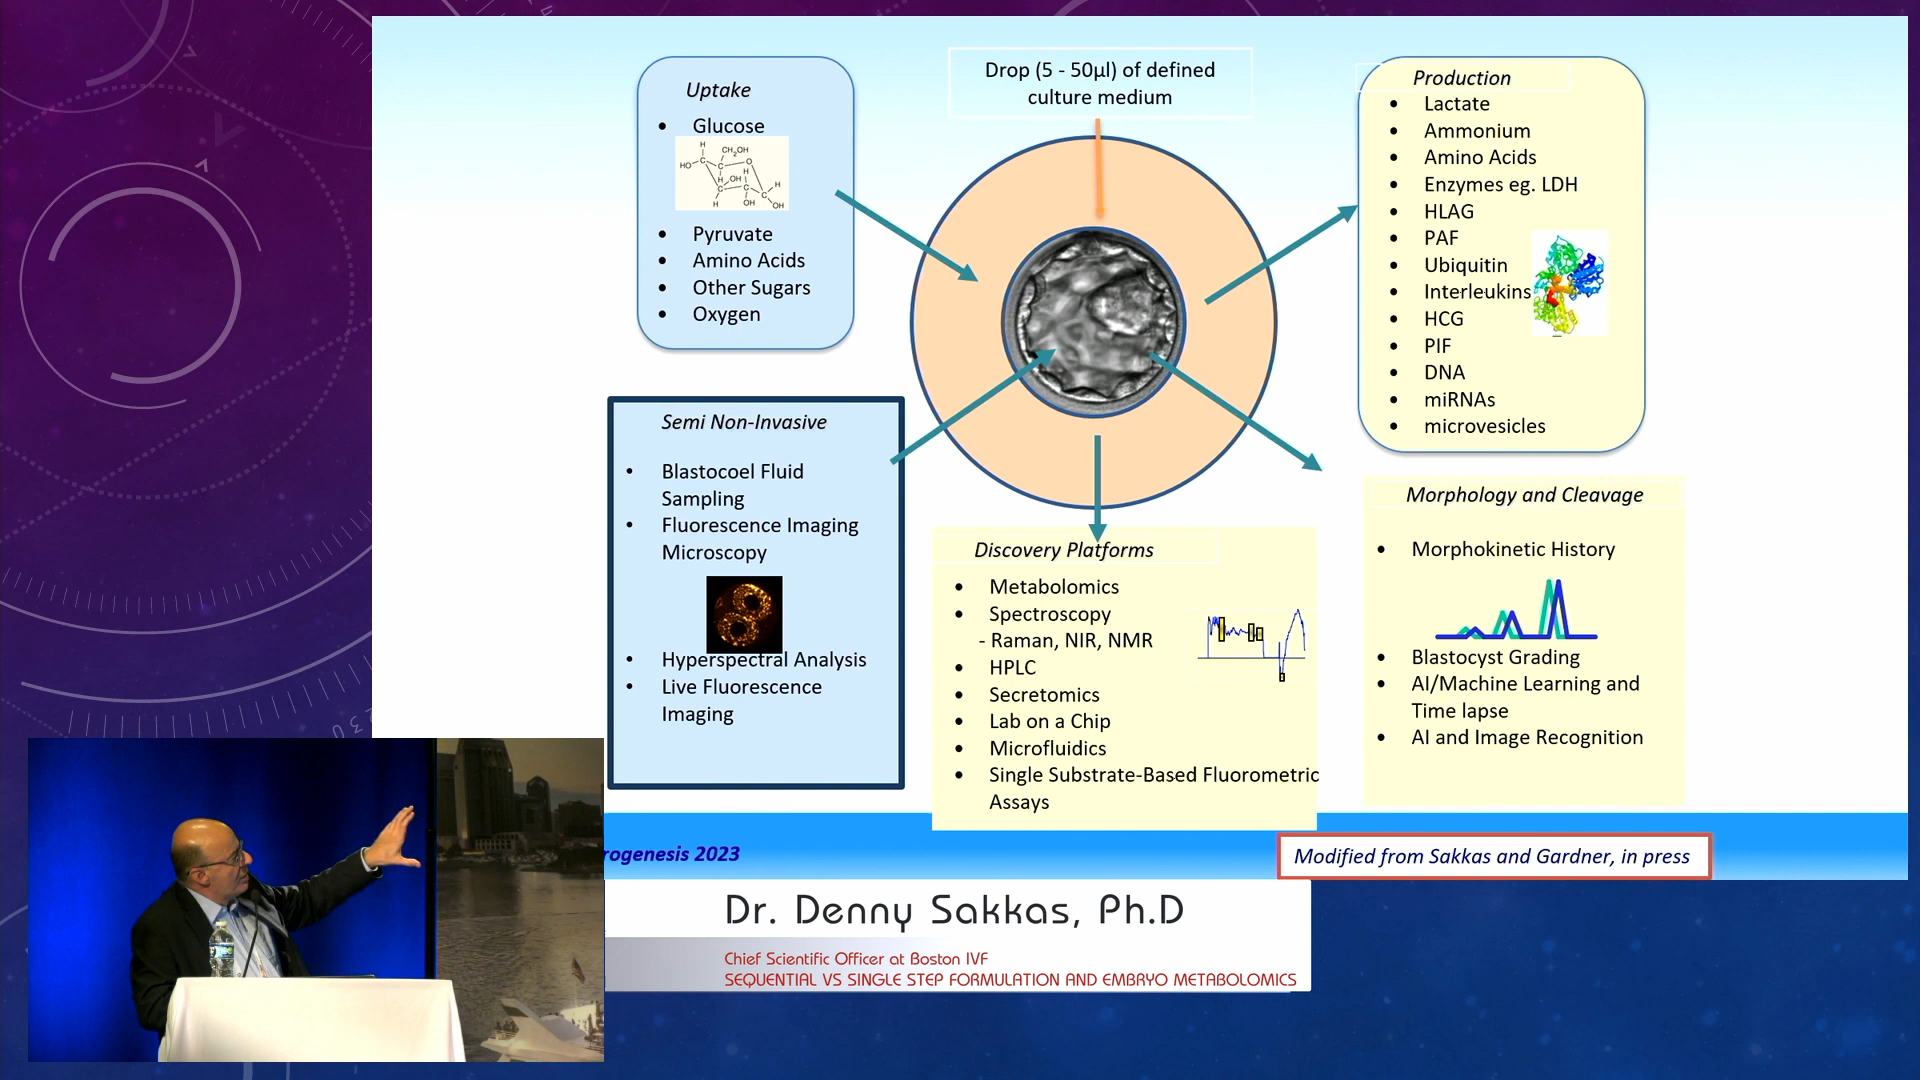 Uptake
• Glucose
H
CH₂OH
HO
C
O
C
H
H
OH
C
C
H
C
H
OH
OH
• Pyruvate
• Amino Acids
• Other Sugars
• Oxygen
Drop (5 - 50µl) of defined
culture medium
Production
• Lactate
• Ammonium
• Amino Acids
• Enzymes eg. LDH
• HLAG
• PAF
• Ubiquitin
• Interleukins
• HCG
• PIF
• DNA
• miRNAs
• microvesicles
Semi Non-Invasive
• Blastocoel Fluid
Sampling
• Fluorescence Imaging
Microscopy
• Hyperspectral Analysis
• Live Fluorescence
Imaging
Discovery Platforms
• Metabolomics
• Spectroscopy
- Raman, NIR, NMR
• HPLC
• Secretomics
• Lab on a Chip
• Microfluidics
• Single Substrate-Based Fluorometric
Assays
Morphology and Cleavage
• Morphokinetic History
• Blastocyst Grading
• AI/Machine Learning and
Time lapse
• AI and Image Recognition
rogenesis 2023
Modified from Sakkas and Gardner, in press
Dr. Denny Sakkas, Ph.D
Chief Scientific Officer at Boston IVF
SEQUENTIAL VS SINGLE STEP FORMULATION AND EMBRYO METABOLOMICS